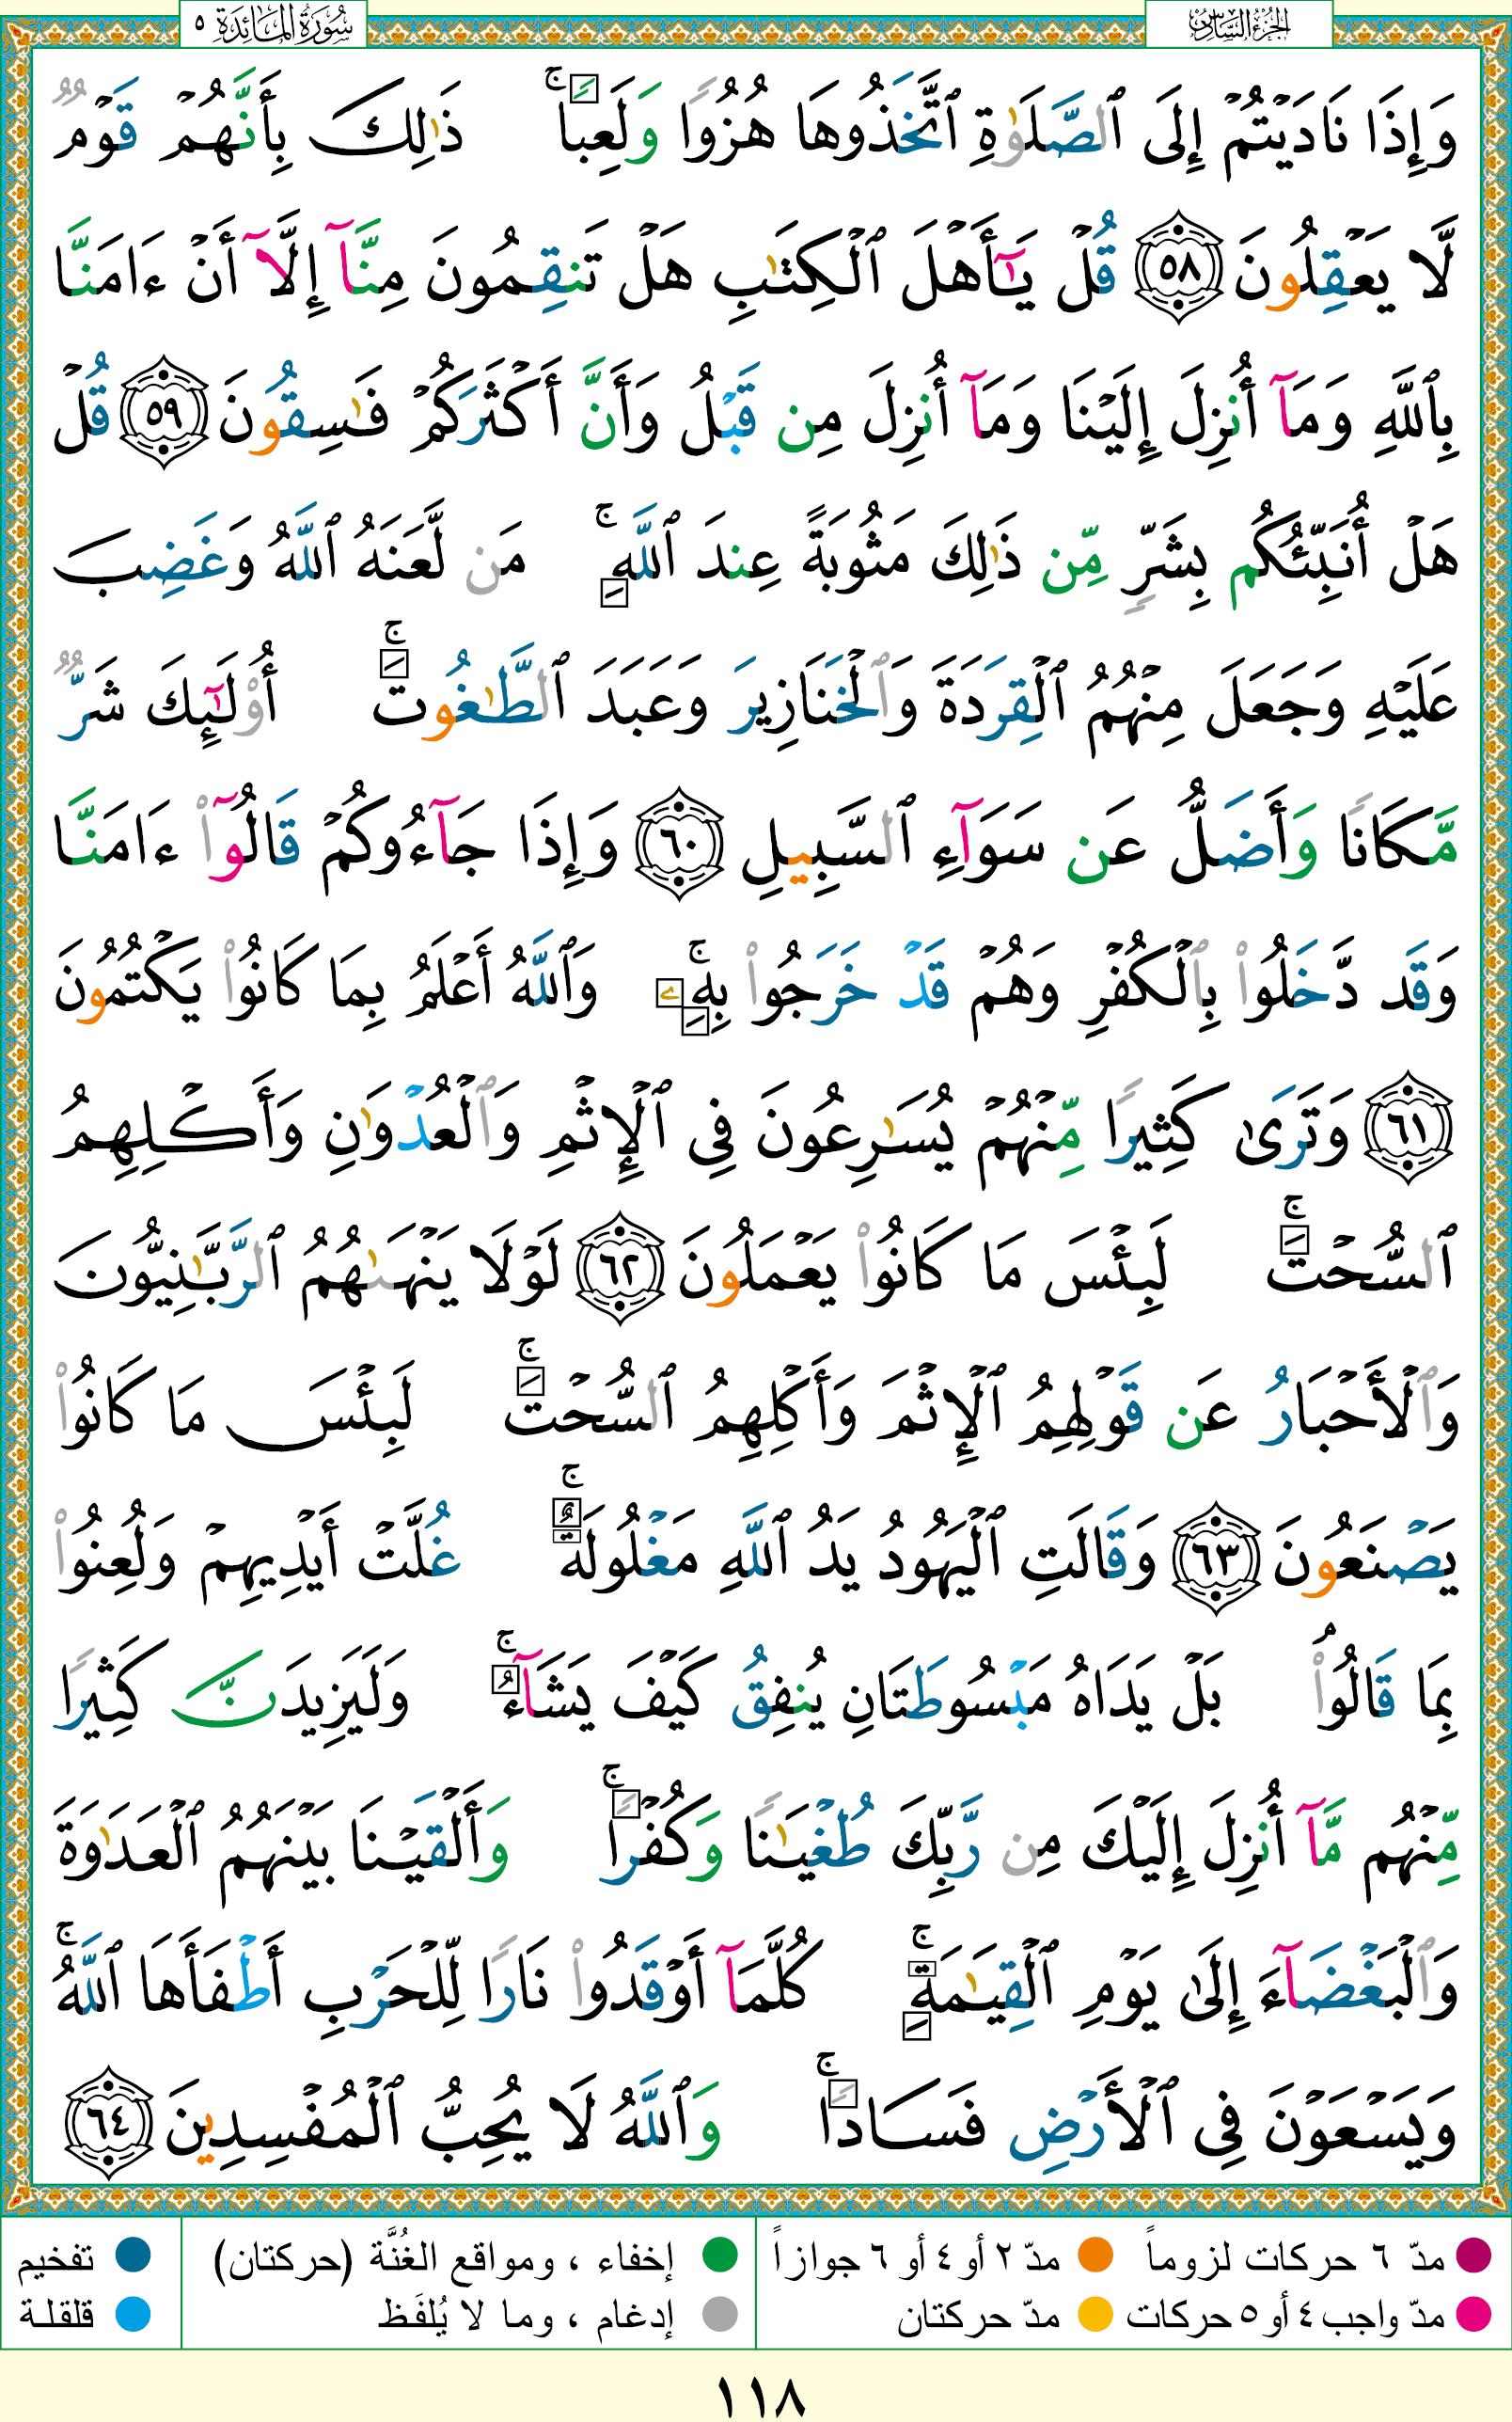 الجزء السادس
سورة المائدة ٥
وَإِذَا نَادَيْتُمْ إِلَى ٱلصَّلَوٰةِ ٱتَّخَذُوهَا هُزُوًا وَلَعِبًاۚ ذَٰلِكَ بِأَنَّهُمْ قَوْمٌ
لَّا يَعْقِلُونَ ٥٨ قُلْ يَـٰٓأَهْلَ ٱلْكِتَـٰبِ هَلْ تَنقِمُونَ مِنَّآ إِلَّآ أَنْ ءَامَنَّا
بِٱللَّهِ وَمَآ أُنزِلَ إِلَيْنَا وَمَآ أُنزِلَ مِن قَبْلُ وَأَنَّ أَكْثَرَكُمْ فَـٰسِقُونَ ٥٩ قُلْ
هَلْ أُنَبِّئُكُم بِشَرٍّ مِّن ذَٰلِكَ مَثُوبَةً عِندَ ٱللَّهِۚ مَن لَّعَنَهُ ٱللَّهُ وَغَضِبَ
عَلَيْهِ وَجَعَلَ مِنْهُمُ ٱلْقِرَدَةَ وَٱلْخَنَازِيرَ وَعَبَدَ ٱلطَّـٰغُوتَۚ أُو۟لَـٰٓئِكَ شَرٌّ
مَّكَانًا وَأَضَلُّ عَن سَوَآءِ ٱلسَّبِيلِ ٦٠ وَإِذَا جَآءُوكُمْ قَالُوٓا۟ ءَامَنَّا
وَقَد دَّخَلُوا۟ بِٱلْكُفْرِ وَهُمْ قَدْ خَرَجُوا۟ بِهِۦۚ وَٱللَّهُ أَعْلَمُ بِمَا كَانُوا۟ يَكْتُمُونَ
٦١ وَتَرَىٰ كَثِيرًا مِّنْهُمْ يُسَـٰرِعُونَ فِى ٱلْإِثْمِ وَٱلْعُدْوَٰنِ وَأَكْلِهِمُ
ٱلسُّحْتَۚ لَبِئْسَ مَا كَانُوا۟ يَعْمَلُونَ ٦٢ لَوْلَا يَنْهَىٰهُمُ ٱلرَّبَّـٰنِيُّونَ
وَٱلْأَحْبَارُ عَن قَوْلِهِمُ ٱلْإِثْمَ وَأَكْلِهِمُ ٱلسُّحْتَۚ لَبِئْسَ مَا كَانُوا۟
يَصْنَعُونَ ٦٣ وَقَالَتِ ٱلْيَهُودُ يَدُ ٱللَّهِ مَغْلُولَةٌۚ غُلَّتْ أَيْدِيهِمْ وَلُعِنُوا۟
بِمَا قَالُوا۟ۘ بَلْ يَدَاهُ مَبْسُوطَتَانِ يُنفِقُ كَيْفَ يَشَآءُۚ وَلَيَزِيدَنَّ كَثِيرًا
مِّنْهُم مَّآ أُنزِلَ إِلَيْكَ مِن رَّبِّكَ طُغْيَـٰنًا وَكُفْرًاۚ وَأَلْقَيْنَا بَيْنَهُمُ ٱلْعَدَٰوَةَ
وَٱلْبَغْضَآءَ إِلَىٰ يَوْمِ ٱلْقِيَـٰمَةِۚ كُلَّمَآ أَوْقَدُوا۟ نَارًا لِّلْحَرْبِ أَطْفَأَهَا ٱللَّهُۚ
وَيَسْعَوْنَ فِى ٱلْأَرْضِ فَسَادًاۚ وَٱللَّهُ لَا يُحِبُّ ٱلْمُفْسِدِينَ ٦٤
مدّ ٦ حركات لزوماً مدّ ٢ أو ٤ أو ٦ جوازاً إخفاء ، ومواقع الغُنَّة (حركتان) تفخيم
مدّ واجب ٤ أو ٥ حركات مدّ حركتان إدغام ، وما لا يُلفَظ قلقلة
١١٨